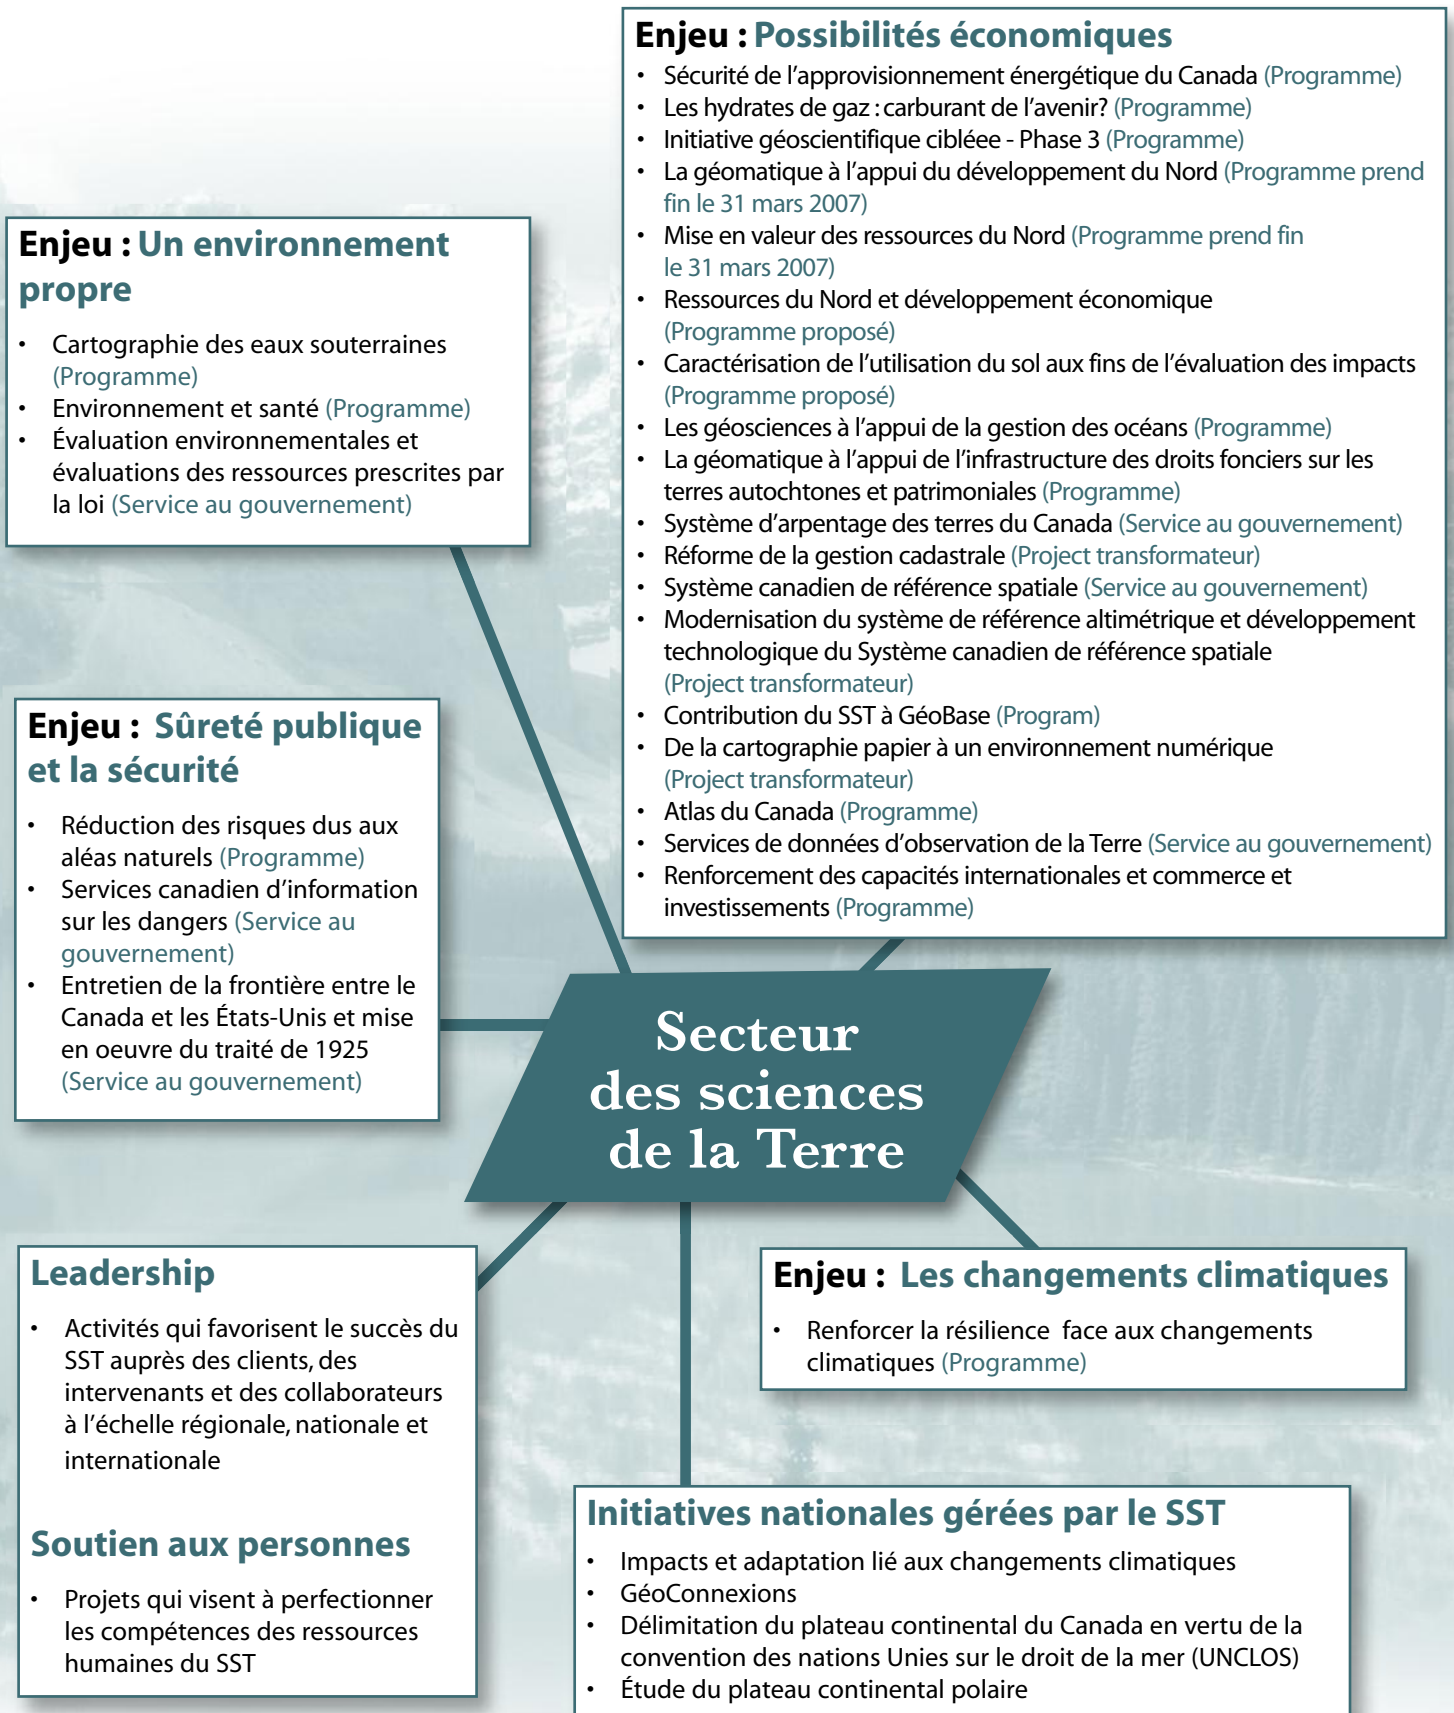 Enjeu : Possibilités économiques
• Sécurité de l'approvisionnement énergétique du Canada (Programme)
• Les hydrates de gaz : carburant de l'avenir? (Programme)
• Initiative géoscientifique cibléee - Phase 3 (Programme)
• La géomatique à l'appui du développement du Nord (Programme prend
fin le 31 mars 2007)
• Mise en valeur des ressources du Nord (Programme prend fin
le 31 mars 2007)
• Ressources du Nord et développement économique
(Programme proposé)
• Caractérisation de l'utilisation du sol aux fins de l'évaluation des impacts
(Programme proposé)
• Les géosciences à l'appui de la gestion des océans (Programme)
• La géomatique à l'appui de l'infrastructure des droits fonciers sur les
terres autochtones et patrimoniales (Programme)
• Système d'arpentage des terres du Canada (Service au gouvernement)
• Réforme de la gestion cadastrale (Project transformateur)
• Système canadien de référence spatiale (Service au gouvernement)
• Modernisation du système de référence altimétrique et développement
technologique du Système canadien de référence spatiale
(Project transformateur)
• Contribution du SST à GéoBase (Program)
• De la cartographie papier à un environnement numérique
(Project transformateur)
• Atlas du Canada (Programme)
• Services de données d'observation de la Terre (Service au gouvernement)
• Renforcement des capacités internationales et commerce et
investissements (Programme)
Enjeu : Un environnement
propre
• Cartographie des eaux souterraines
(Programme)
• Environnement et santé (Programme)
• Évaluation environnementales et
évaluations des ressources prescrites par
la loi (Service au gouvernement)
Enjeu : Sûreté publique
et la sécurité
• Réduction des risques dus aux
aléas naturels (Programme)
• Services canadien d'information
sur les dangers (Service au
gouvernement)
• Entretien de la frontière entre le
Canada et les États-Unis et mise
en oeuvre du traité de 1925
(Service au gouvernement)
Secteur
des sciences
de la Terre
Leadership
• Activités qui favorisent le succès du
SST auprès des clients, des
intervenants et des collaborateurs
à l'échelle régionale, nationale et
internationale
Soutien aux personnes
• Projets qui visent à perfectionner
les compétences des ressources
humaines du SST
Enjeu : Les changements climatiques
• Renforcer la résilience face aux changements
climatiques (Programme)
Initiatives nationales gérées par le SST
• Impacts et adaptation lié aux changements climatiques
• GéoConnexions
• Délimitation du plateau continental du Canada en vertu de la
convention des nations Unies sur le droit de la mer (UNCLOS)
• Étude du plateau continental polaire